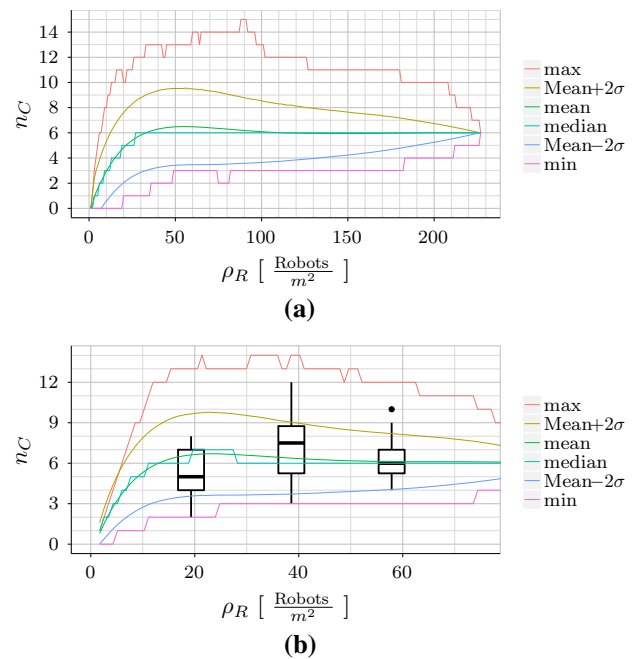 14
12
10
8
6
4
2
0
n_C
0 50 100 150 200
ρ_R [ Robots/m² ]
max
Mean+2σ
mean
median
Mean−2σ
min
(a)
12
9
6
3
0
n_C
0 20 40 60
ρ_R [ Robots/m² ]
max
Mean+2σ
mean
median
Mean−2σ
min
(b)